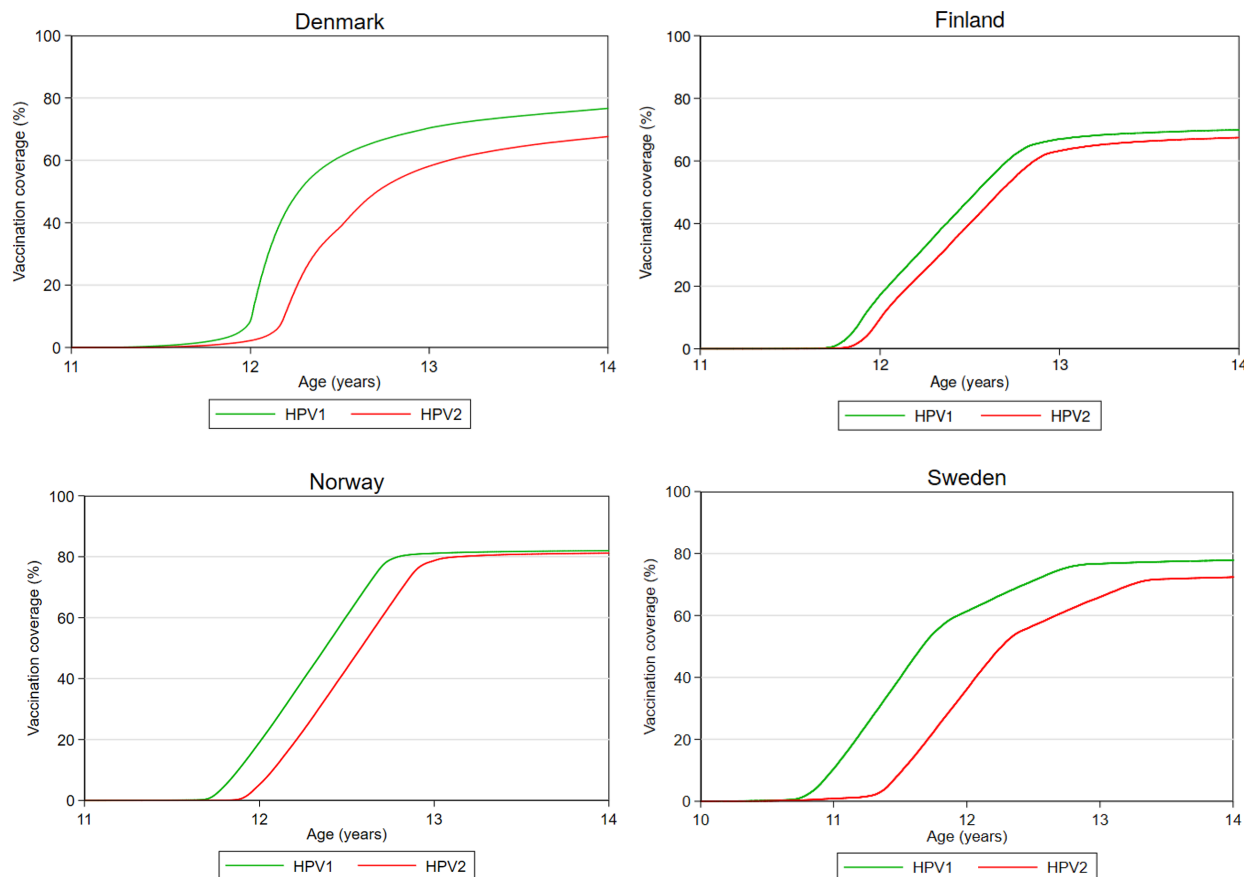 Denmark
Vaccination coverage (%)
100
80
60
40
20
0
11 12 13 14
Age (years)
HPV1 HPV2
Finland
Vaccination coverage (%)
100
80
60
40
20
0
11 12 13 14
Age (years)
HPV1 HPV2
Norway
Vaccination coverage (%)
100
80
60
40
20
0
11 12 13 14
Age (years)
HPV1 HPV2
Sweden
Vaccination coverage (%)
100
80
60
40
20
0
10 11 12 13 14
Age (years)
HPV1 HPV2